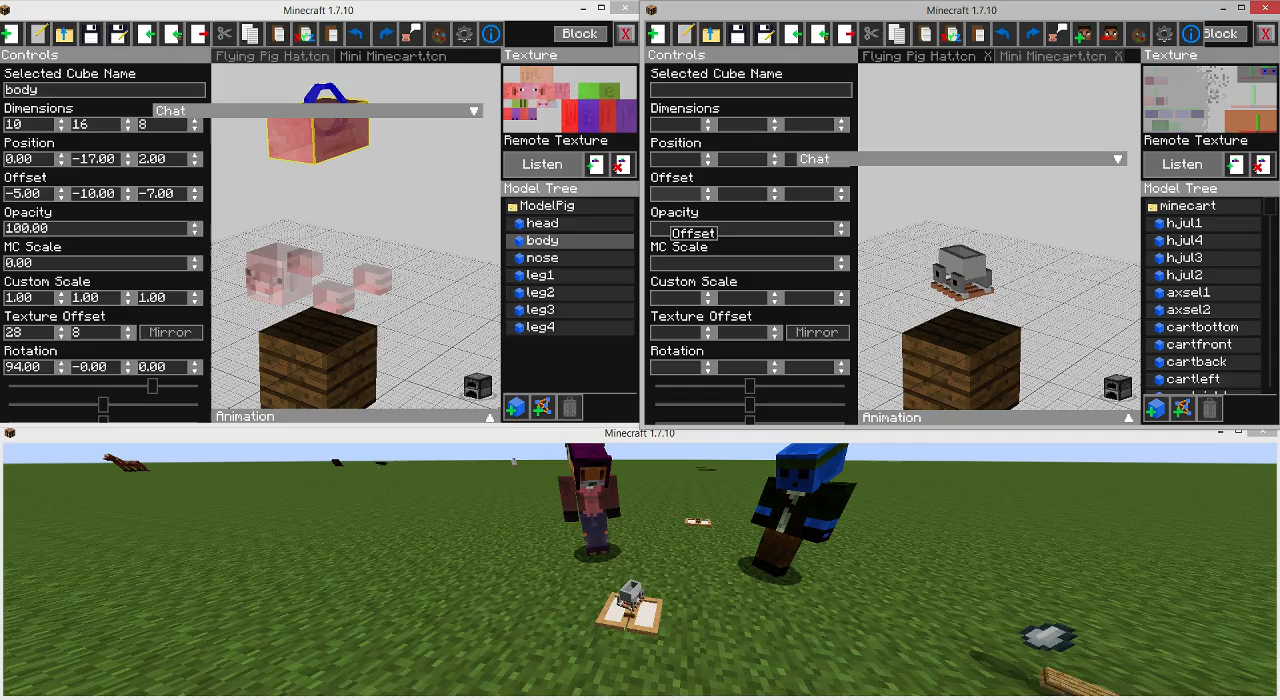 Minecraft 1.7.10
Block
X
Controls
Flying Pig Hat.tcn
Mini Minecart.tcn
Texture
Selected Cube Name
body
Dimensions
Chat
10 16 8
Remote Texture
Position
0.00 -17.00 2.00
Listen
Offset
-5.00 -10.00 -7.00
Model Tree
ModelPig
Opacity
100.00
head
body
MC Scale
0.00
nose
leg1
Custom Scale
1.00 1.00 1.00
leg2
leg3
Texture Offset
28 8 Mirror
leg4
Rotation
94.00 -0.00 0.00
Animation
Minecraft 1.7.10
Block
X
Controls
Flying Pig Hat.tcn X
Mini Minecart.tcn X
Texture
Selected Cube Name
Dimensions
Remote Texture
Position
Chat
Listen
Offset
Model Tree
minecart
Opacity
Offset
hjul1
hjul4
MC Scale
hjul3
hjul2
Custom Scale
axsel1
axsel2
Texture Offset
Mirror
cartbottom
cartfront
Rotation
cartback
cartleft
Animation
Minecraft 1.7.10